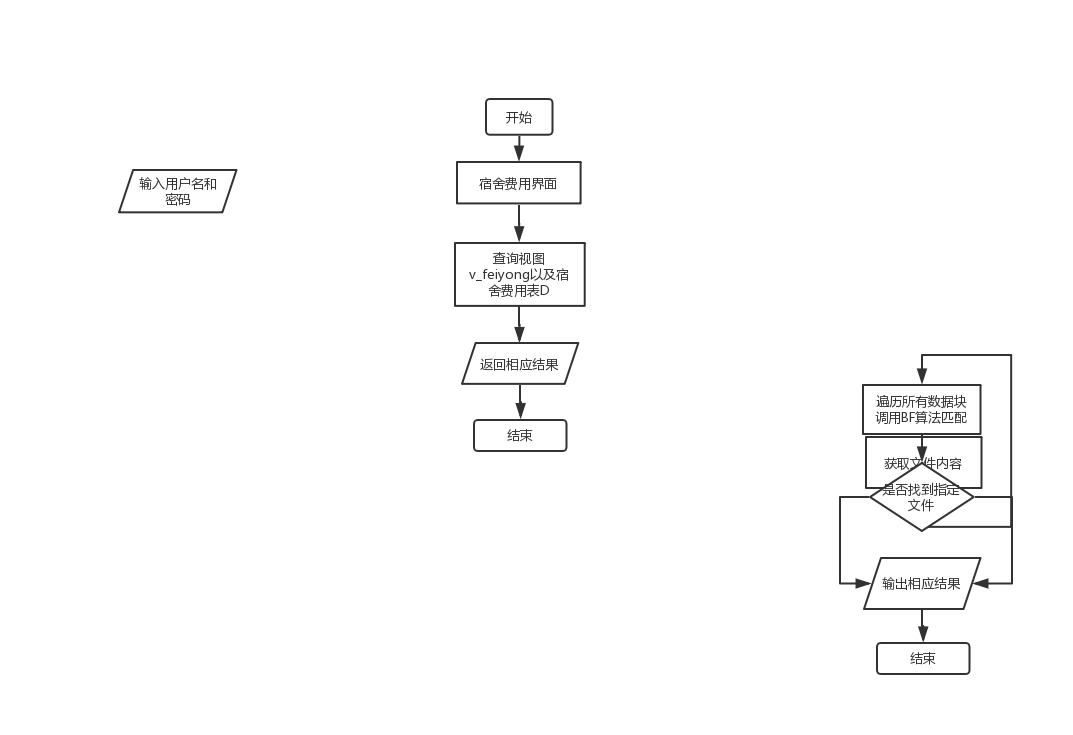 开始
输入用户名和
密码
宿舍费用界面
查询视图
v_feiyong以及宿
舍费用表D
返回相应结果
结束
遍历所有数据块
调用BF算法匹配
获取文件内容
是否找到指定
文件
输出相应结果
结束